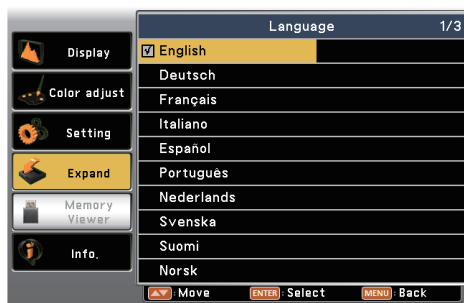 Language 1/3
Display
Color adjust
Setting
Expand
Memory
Viewer
Info.
English
Deutsch
Français
Italiano
Español
Português
Nederlands
Svenska
Suomi
Norsk
▲▼ : Move ENTER : Select MENU : Back